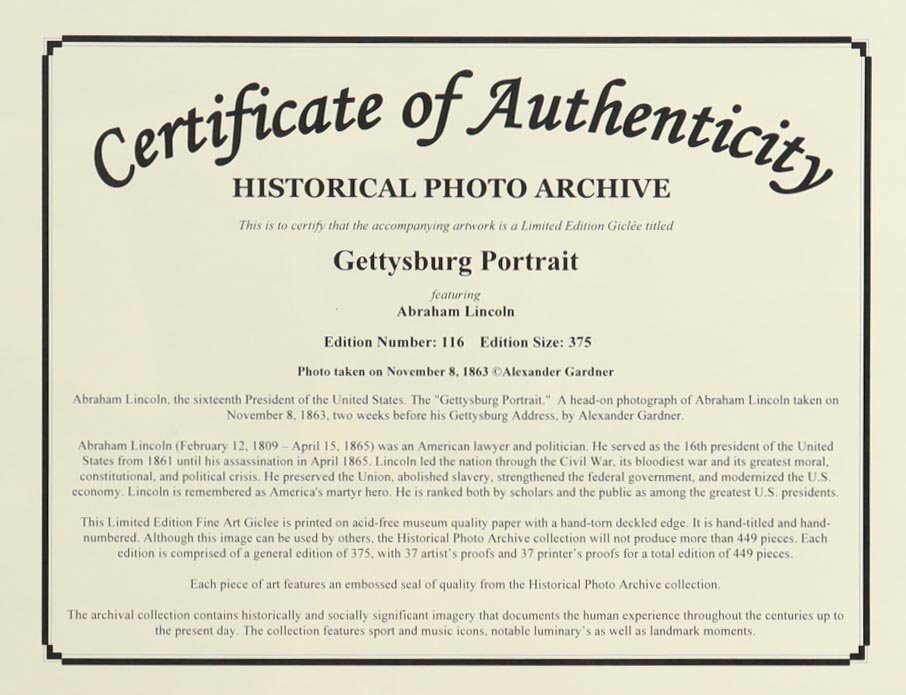 Certificate of Authenticity
HISTORICAL PHOTO ARCHIVE
This is to certify that the accompanying artwork is a Limited Edition Giclée titled
Gettysburg Portrait
featuring
Abraham Lincoln
Edition Number: 116 Edition Size: 375
Photo taken on November 8, 1863 ©Alexander Gardner
Abraham Lincoln, the sixteenth President of the United States. The "Gettysburg Portrait." A head-on photograph of Abraham Lincoln taken on
November 8, 1863, two weeks before his Gettysburg Address, by Alexander Gardner.
Abraham Lincoln (February 12, 1809 – April 15, 1865) was an American lawyer and politician. He served as the 16th president of the United
States from 1861 until his assassination in April 1865. Lincoln led the nation through the Civil War, its bloodiest war and its greatest moral,
constitutional, and political crisis. He preserved the Union, abolished slavery, strengthened the federal government, and modernized the U.S.
economy. Lincoln is remembered as America's martyr hero. He is ranked both by scholars and the public as among the greatest U.S. presidents.
This Limited Edition Fine Art Giclee is printed on acid-free museum quality paper with a hand-torn deckled edge. It is hand-titled and hand-
numbered. Although this image can be used by others, the Historical Photo Archive collection will not produce more than 449 pieces. Each
edition is comprised of a general edition of 375, with 37 artist's proofs and 37 printer's proofs for a total edition of 449 pieces.
Each piece of art features an embossed seal of quality from the Historical Photo Archive collection.
The archival collection contains historically and socially significant imagery that documents the human experience throughout the centuries up to
the present day. The collection features sport and music icons, notable luminary's as well as landmark moments.